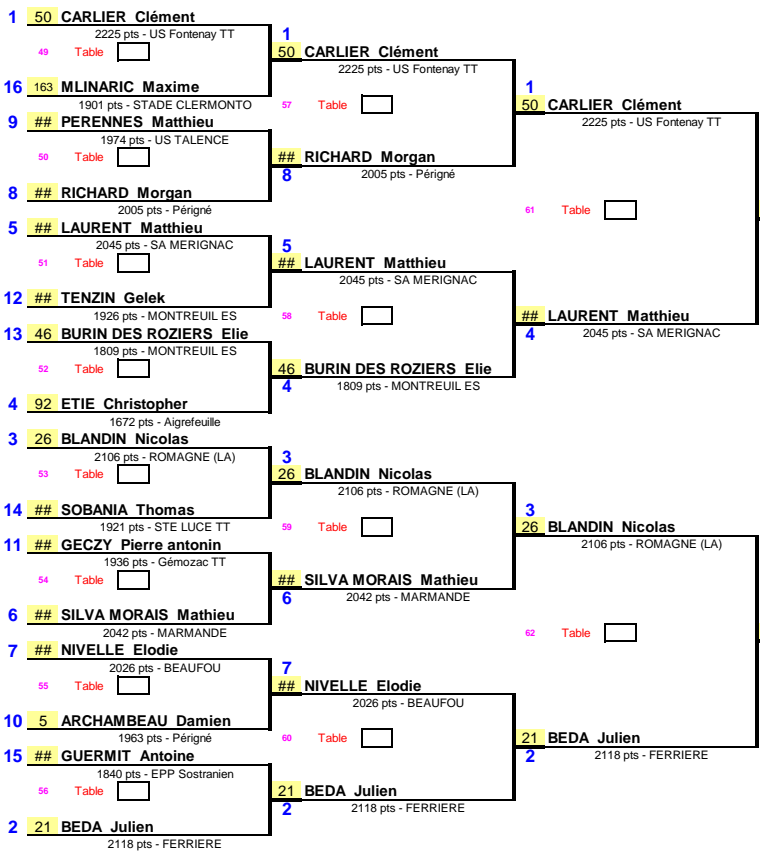 1 50 CARLIER Clément
2225 pts - US Fontenay TT
49 Table
16 163 MLINARIC Maxime
1901 pts - STADE CLERMONTO
9 ## PERENNES Matthieu
1974 pts - US TALENCE
50 Table
8 ## RICHARD Morgan
2005 pts - Périgné
5 ## LAURENT Matthieu
2045 pts - SA MERIGNAC
51 Table
12 ## TENZIN Gelek
1926 pts - MONTREUIL ES
13 46 BURIN DES ROZIERS Elie
1809 pts - MONTREUIL ES
52 Table
4 92 ETIE Christopher
1672 pts - Aigrefeuille
3 26 BLANDIN Nicolas
2106 pts - ROMAGNE (LA)
53 Table
14 ## SOBANIA Thomas
1921 pts - STE LUCE TT
11 ## GECZY Pierre antonin
1936 pts - Gémozac TT
54 Table
6 ## SILVA MORAIS Mathieu
2042 pts - MARMANDE
7 ## NIVELLE Elodie
2026 pts - BEAUFOU
55 Table
10 5 ARCHAMBEAU Damien
1963 pts - Périgné
15 ## GUERMIT Antoine
1840 pts - EPP Sostranien
56 Table
2 21 BEDA Julien
2118 pts - FERRIERE
1
50 CARLIER Clément
2225 pts - US Fontenay TT
57 Table
## RICHARD Morgan
8 2005 pts - Périgné
5
## LAURENT Matthieu
2045 pts - SA MERIGNAC
58 Table
46 BURIN DES ROZIERS Elie
4 1809 pts - MONTREUIL ES
3
26 BLANDIN Nicolas
2106 pts - ROMAGNE (LA)
59 Table
## SILVA MORAIS Mathieu
6 2042 pts - MARMANDE
7
## NIVELLE Elodie
2026 pts - BEAUFOU
60 Table
21 BEDA Julien
2 2118 pts - FERRIERE
1
50 CARLIER Clément
2225 pts - US Fontenay TT
61 Table
## LAURENT Matthieu
4 2045 pts - SA MERIGNAC
3
26 BLANDIN Nicolas
2106 pts - ROMAGNE (LA)
62 Table
21 BEDA Julien
2 2118 pts - FERRIERE